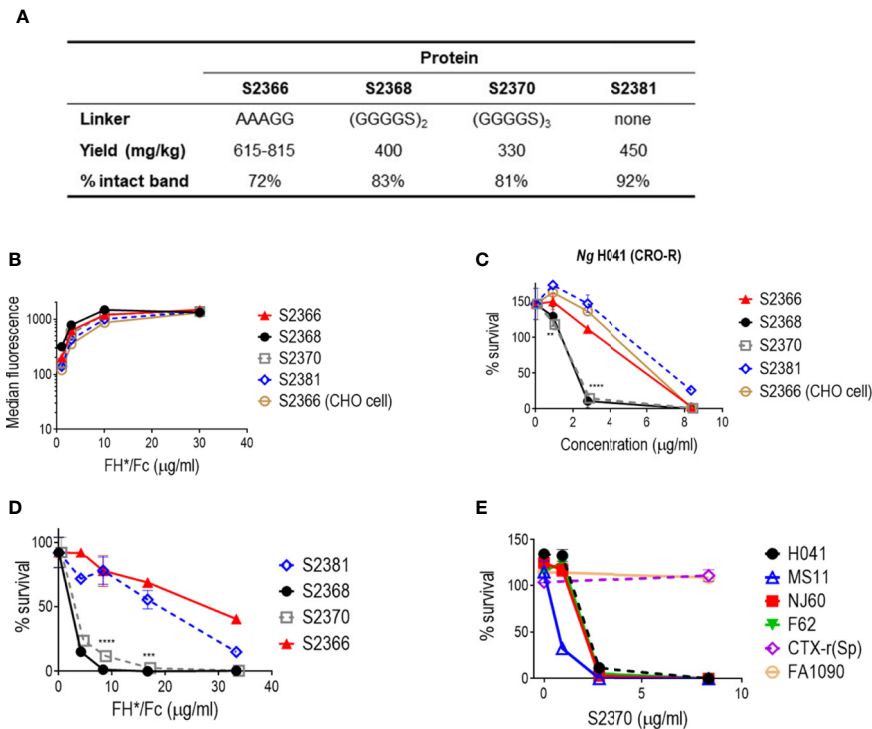 A
Protein
S2366 S2368 S2370 S2381
Linker AAAGG (GGGGS)2 (GGGGS)3 none
Yield (mg/kg) 615-815 400 330 450
% intact band 72% 83% 81% 92%
B
Median fluorescence
1000
100
10
0 10 20 30 40
FH*/Fc (μg/ml)
S2366
S2368
S2370
S2381
S2366 (CHO cell)
C
Ng H041 (CRO-R)
% survival
150
100
50
0
0 2 4 6 8 10
Concentration (μg/ml)
**
****
S2366
S2368
S2370
S2381
S2366 (CHO cell)
D
% survival
100
50
0
0 10 20 30 40
FH*/Fc (μg/ml)
****
***
S2381
S2368
S2370
S2366
E
% survival
150
100
50
0
0 5 10
S2370 (μg/ml)
H041
MS11
NJ60
F62
CTX-r(Sp)
FA1090